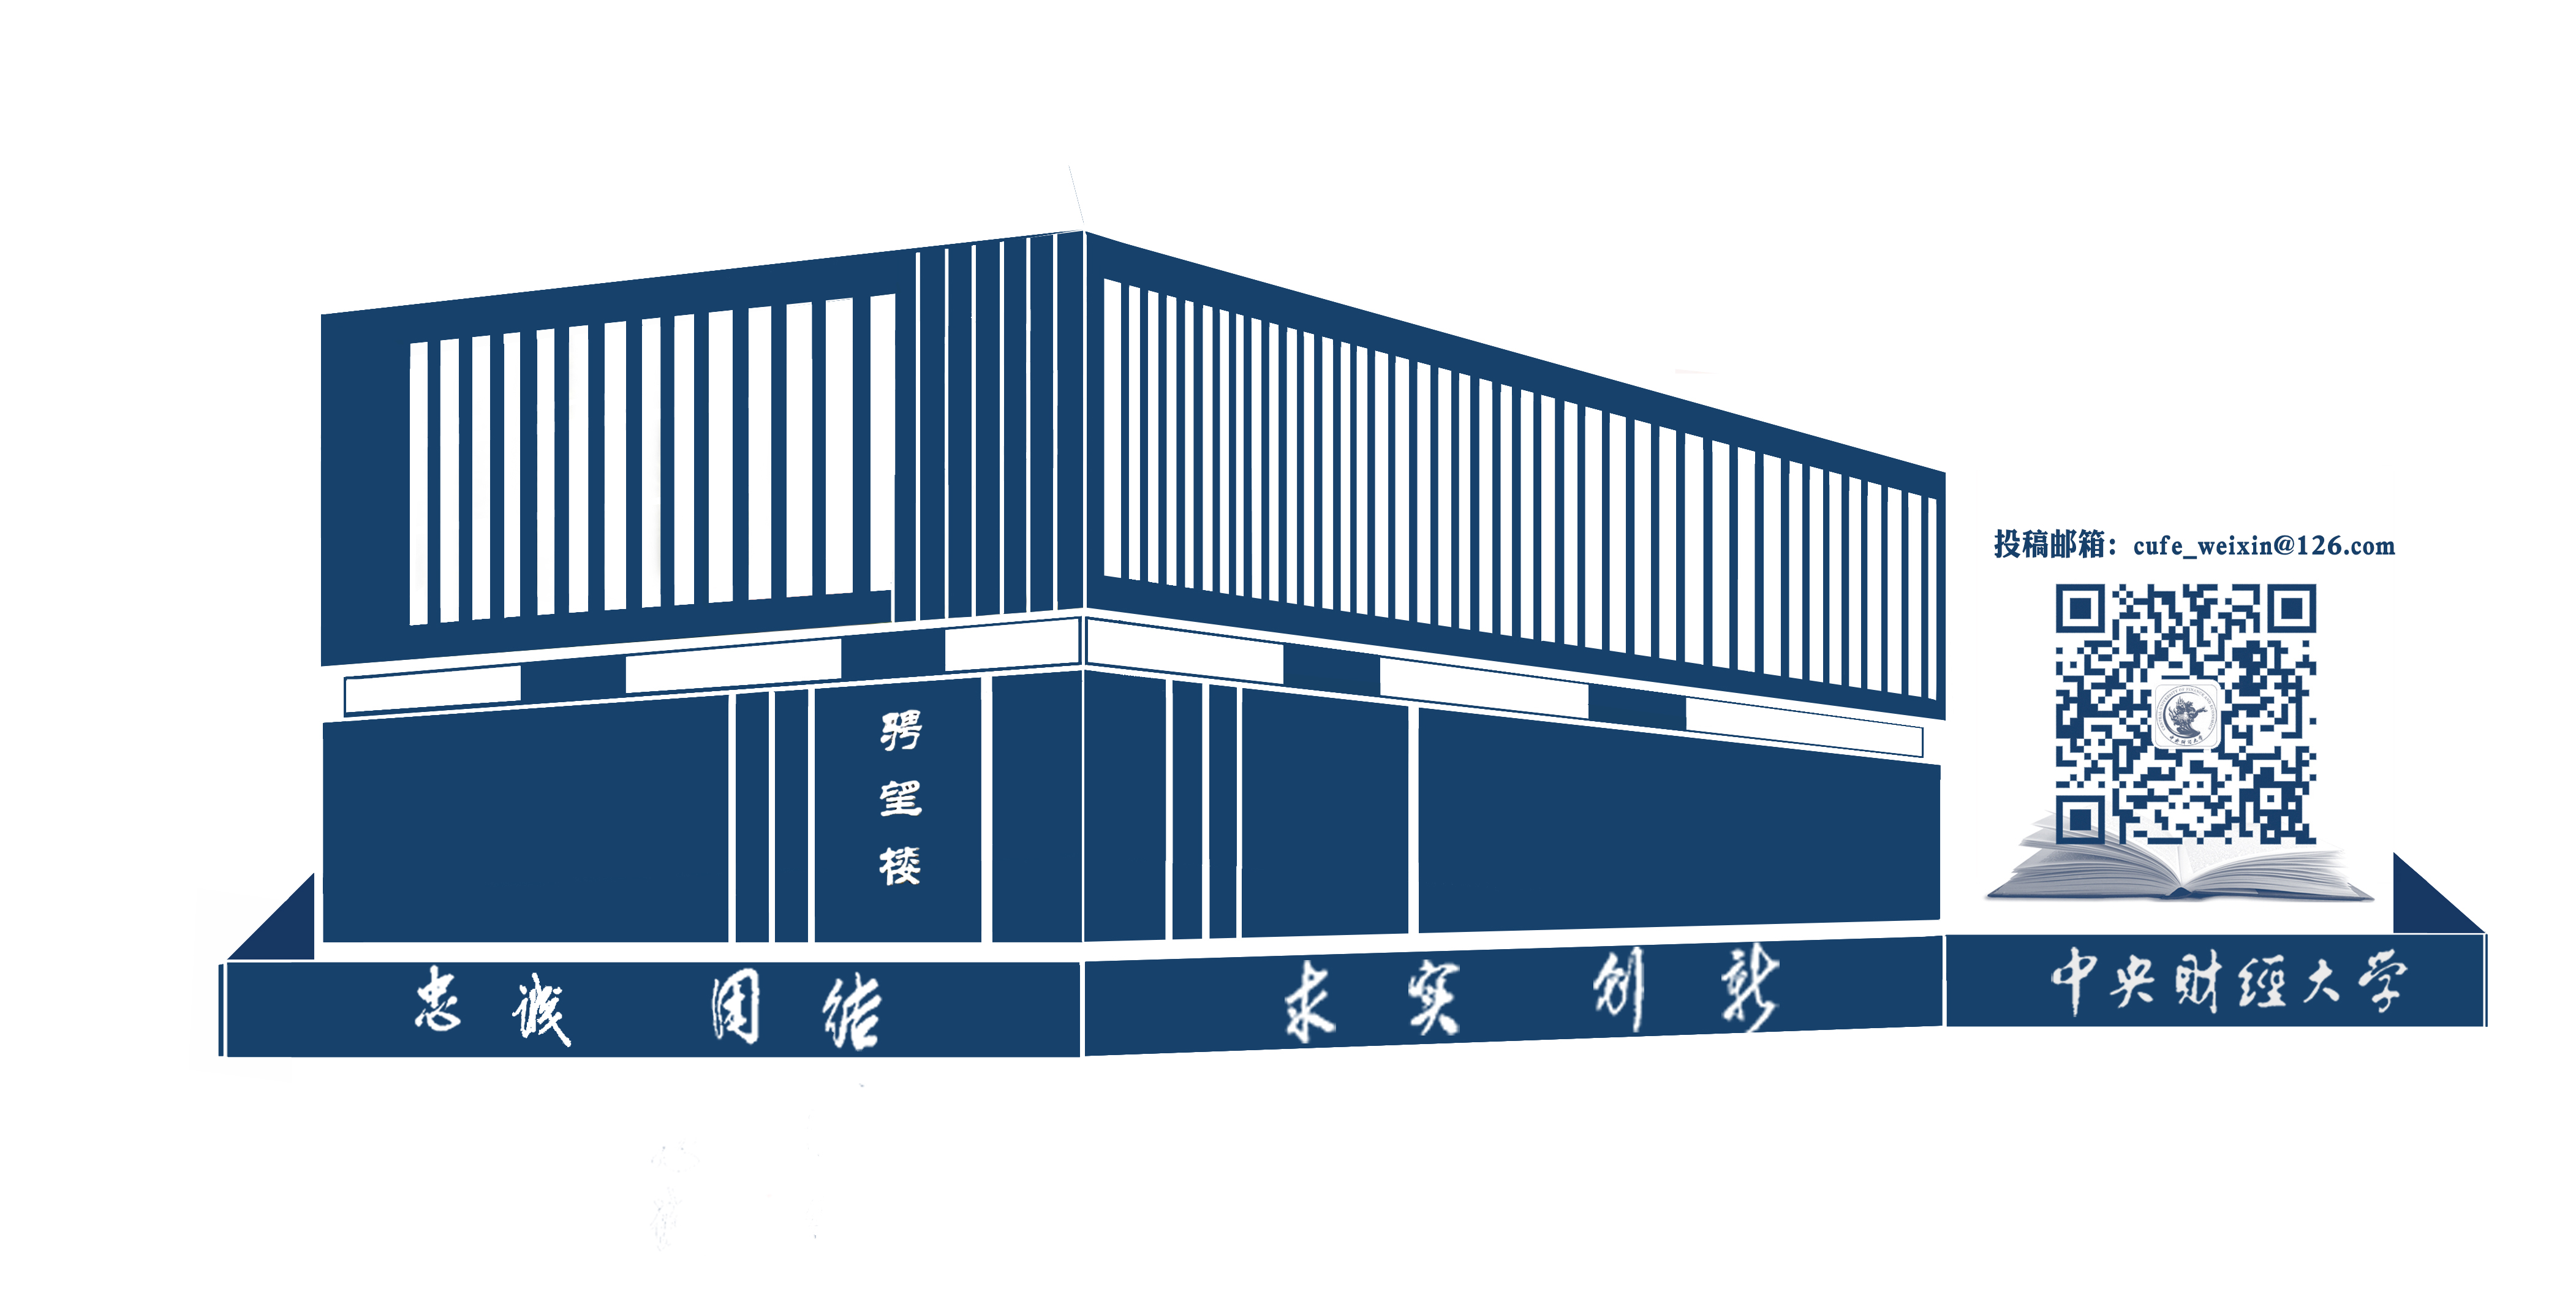 投稿邮箱：cufe_weixin@126.com
骋望楼
忠诚 团结
求实 创新
中央财經大学